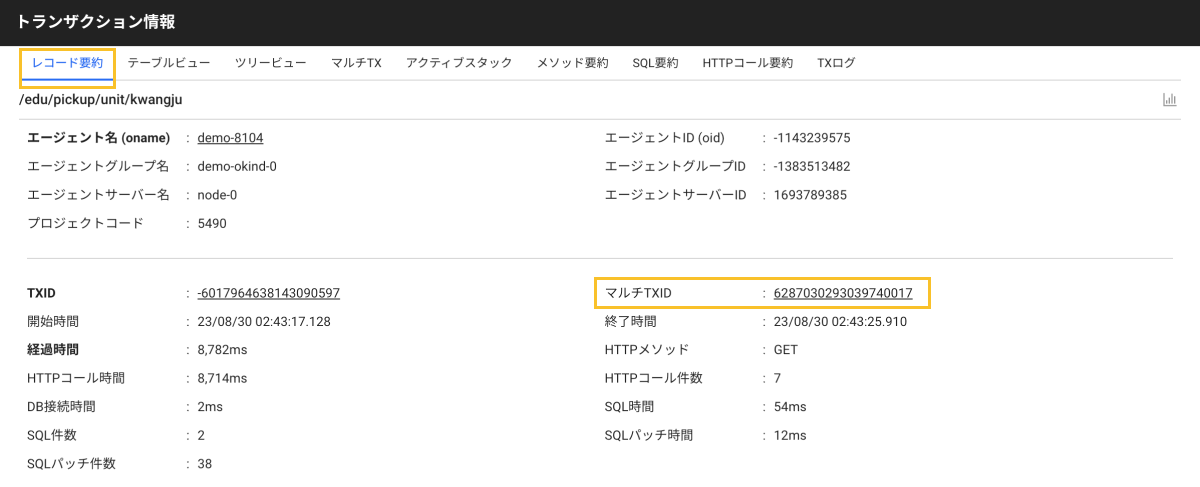 トランザクション情報
レコード要約 テーブルビュー ツリービュー マルチTX アクティブスタック メソッド要約 SQL要約 HTTPコール要約 TXログ
/edu/pickup/unit/kwangju
エージェント名 (oname) : demo-8104 エージェントID (oid) : -1143239575
エージェントグループ名 : demo-okind-0 エージェントグループID : -1383513482
エージェントサーバー名 : node-0 エージェントサーバーID : 1693789385
プロジェクトコード : 5490
TXID : -6017964638143090597 マルチTXID : 6287030293039740017
開始時間 : 23/08/30 02:43:17.128 終了時間 : 23/08/30 02:43:25.910
経過時間 : 8,782ms HTTPメソッド : GET
HTTPコール時間 : 8,714ms HTTPコール件数 : 7
DB接続時間 : 2ms SQL時間 : 54ms
SQL件数 : 2 SQLパッチ時間 : 12ms
SQLパッチ件数 : 38